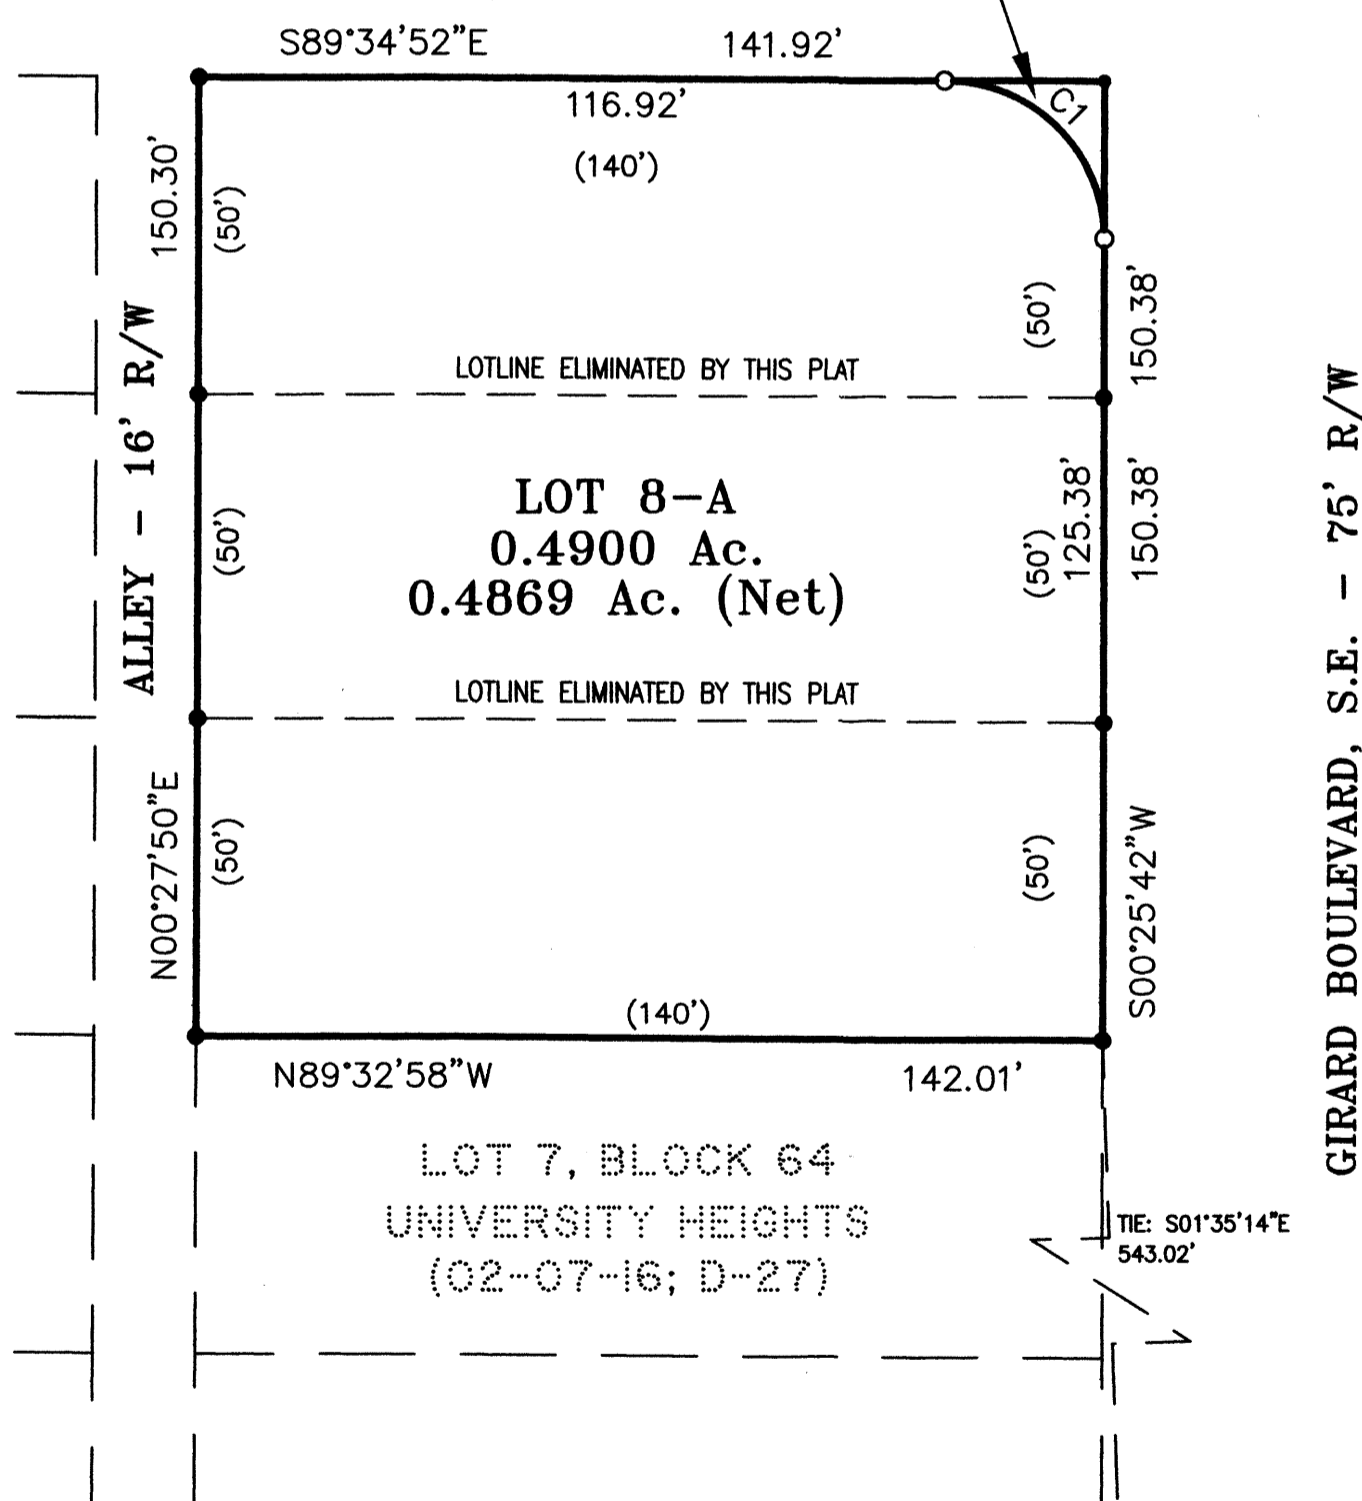 S89°34'52"E 141.92'
116.92'
(140')
C1
150.30'
(50')
(50')
150.38'
ALLEY - 16' R/W
LOTLINE ELIMINATED BY THIS PLAT
LOT 8-A
0.4900 Ac.
0.4869 Ac. (Net)
(50')
(50')
125.38'
150.38'
GIRARD BOULEVARD, S.E. - 75' R/W
LOTLINE ELIMINATED BY THIS PLAT
N00°27'50"E
(50')
(50')
S00°25'42"W
(140')
N89°32'58"W 142.01'
LOT 7, BLOCK 64
UNIVERSITY HEIGHTS
(02-07-16; D-27)
TIE: S01°35'14"E
543.02'